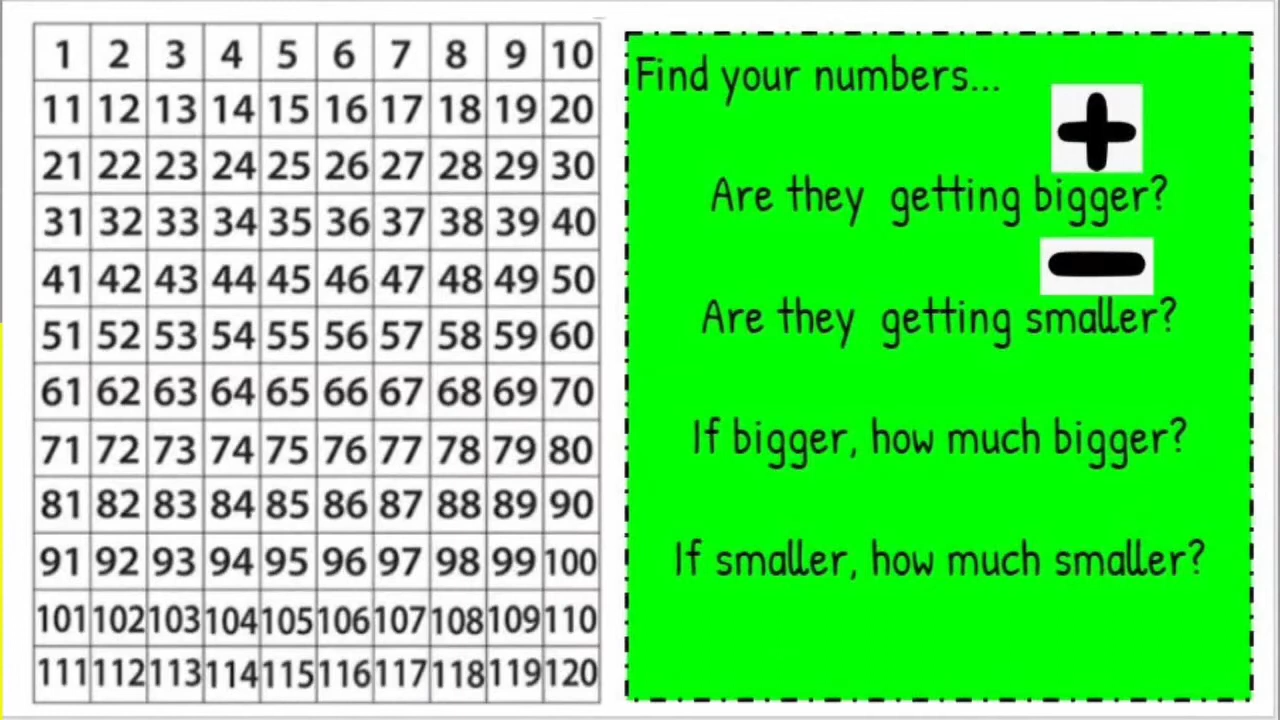 1 2 3 4 5 6 7 8 9 10
11 12 13 14 15 16 17 18 19 20
21 22 23 24 25 26 27 28 29 30
31 32 33 34 35 36 37 38 39 40
41 42 43 44 45 46 47 48 49 50
51 52 53 54 55 56 57 58 59 60
61 62 63 64 65 66 67 68 69 70
71 72 73 74 75 76 77 78 79 80
81 82 83 84 85 86 87 88 89 90
91 92 93 94 95 96 97 98 99 100
101 102 103 104 105 106 107 108 109 110
111 112 113 114 115 116 117 118 119 120
Find your numbers...
+
Are they getting bigger?
-
Are they getting smaller?
If bigger, how much bigger?
If smaller, how much smaller?